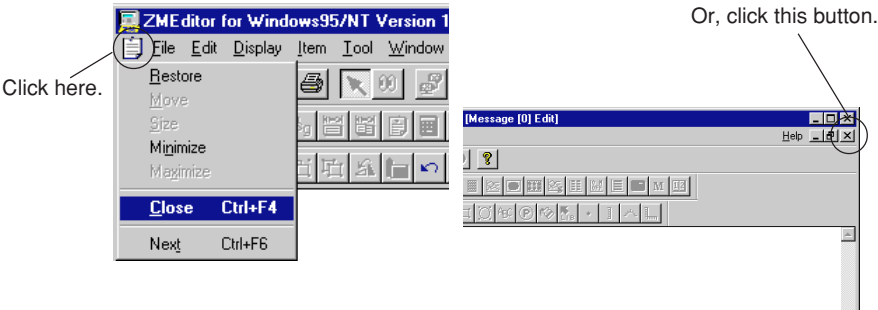 Or, click this button.
ZMEditor for Windows95/NT Version 1
File Edit Display Item Tool Window
Click here.
Restore
Move
Size
Minimize
Maximize
Close Ctrl+F4
Next Ctrl+F6
[Message [0] Edit]
Help